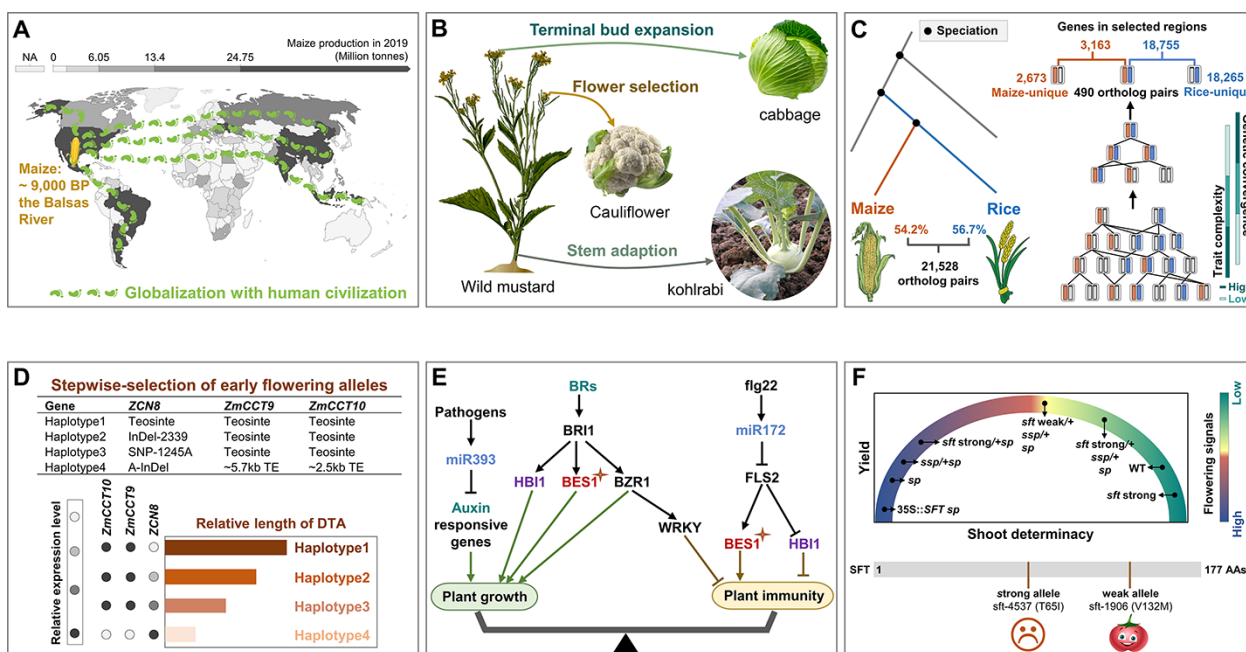 A
Maize production in 2019
(Million tonnes)
NA
0
6.05
13.4
24.75
Maize:
~ 9,000 BP
the Balsas
River
Globalization with human civilization
B
Terminal bud expansion
cabbage
Flower selection
Cauliflower
Stem adaption
kohlrabi
Wild mustard
C
Speciation
Genes in selected regions
3,163
18,755
2,673
Maize-unique
490 ortholog pairs
18,265
Rice-unique
Maize
Rice
54.2%
56.7%
21,528
ortholog pairs
Trait complexity
High
Low
D
Stepwise-selection of early flowering alleles
Gene ZCN8 ZmCCT9 ZmCCT10
Haplotype1 Teosinte Teosinte Teosinte
Haplotype2 InDel-2339 Teosinte Teosinte
Haplotype3 SNP-1245A Teosinte Teosinte
Haplotype4 A-InDel ~5.7kb TE ~2.5kb TE
Relative expression level
ZmCCT10
ZmCCT9
ZCN8
Relative length of DTA
Haplotype1
Haplotype2
Haplotype3
Haplotype4
E
BRs
flg22
Pathogens
BRI1
miR172
miR393
HBI1
BES1
BZR1
FLS2
Auxin
responsive
genes
WRKY
BES1
HBI1
Plant growth
Plant immunity
F
Yield
Shoot determinacy
35S::SFT sp
sp
ssp/+sp
sft strong/+sp
sft weak/+
ssp/+
sp
sft strong/+
ssp/+
sp
WT
sft strong
Flowering signals
Low
High
SFT
1
177 AAs
strong allele
sft-4537 (T65I)
weak allele
sft-1906 (V132M)